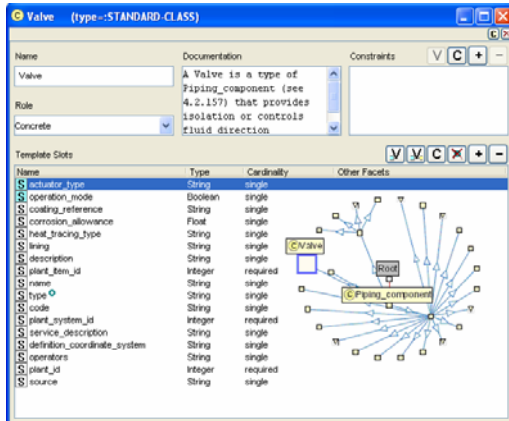 Valve (type=:STANDARD-CLASS)
Name
Documentation
Constraints
V C + -
Valve
A Valve is a type of
Piping_component (see
4.2.157) that provides
isolation or controls
fluid direction
Role
Concrete
Template Slots
V V C X + -
Name Type Cardinality Other Facets
S actuator_type String single
S operation_mode Boolean single
S coating_reference String single
S corrosion_allowance Float single
S heat_tracing_type String single
S lining String single
S description String single
S plant_item_id Integer required
S name String single
S type String single
S code String single
S plant_system_id Integer required
S service_description String single
S definition_coordinate_system String single
S operators String single
S plant_id Integer required
S source String single
C Valve
Root
C Piping_component